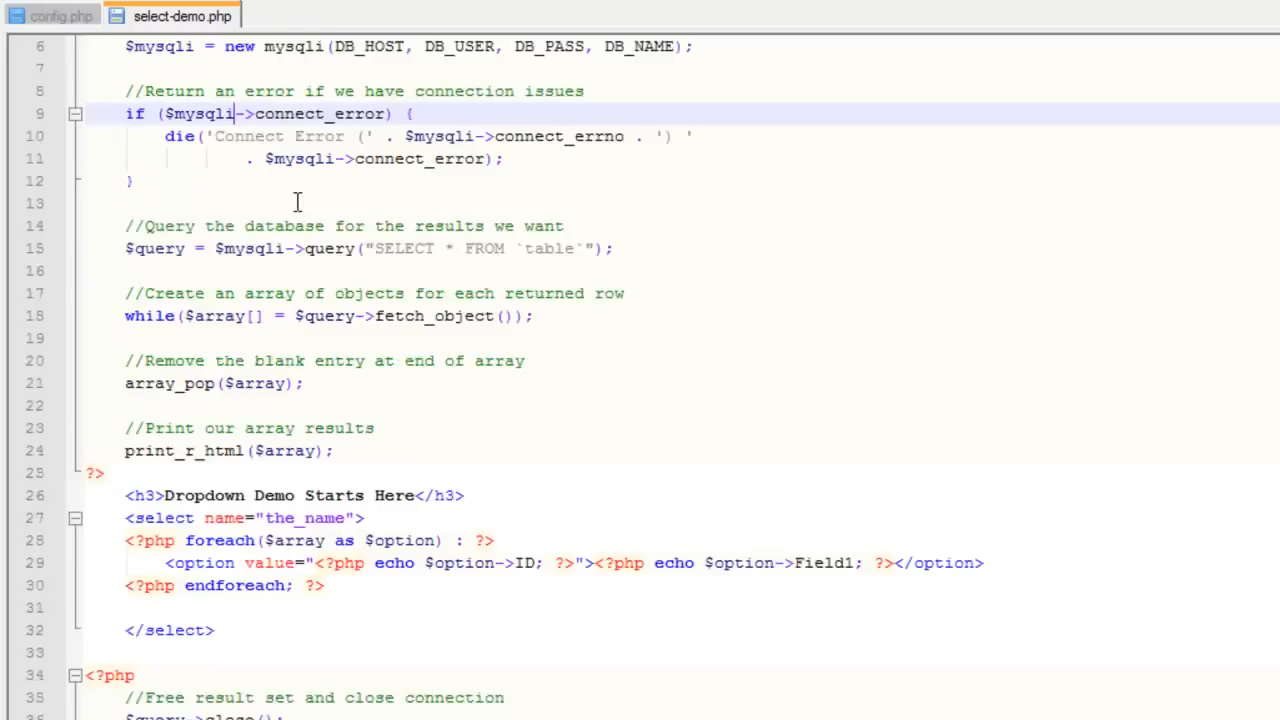 config.php
select-demo.php
6 $mysqli = new mysqli(DB_HOST, DB_USER, DB_PASS, DB_NAME);
7
5 //Return an error if we have connection issues
9 if ($mysqli->connect_error) {
10 die('Connect Error (' . $mysqli->connect_errno . ') '
11 . $mysqli->connect_error);
12 }
13
14 //Query the database for the results we want
15 $query = $mysqli->query("SELECT * FROM `table`");
16
17 //Create an array of objects for each returned row
18 while($array[] = $query->fetch_object());
19
20 //Remove the blank entry at end of array
21 array_pop($array);
22
23 //Print our array results
24 print_r_html($array);
25 ?>
26 <h3>Dropdown Demo Starts Here</h3>
27 <select name="the_name">
28 <?php foreach($array as $option) : ?>
29 <option value="<?php echo $option->ID; ?>"><?php echo $option->Field1; ?></option>
30 <?php endforeach; ?>
31
32 </select>
33
34 <?php
35 //Free result set and close connection
36 $query->close();